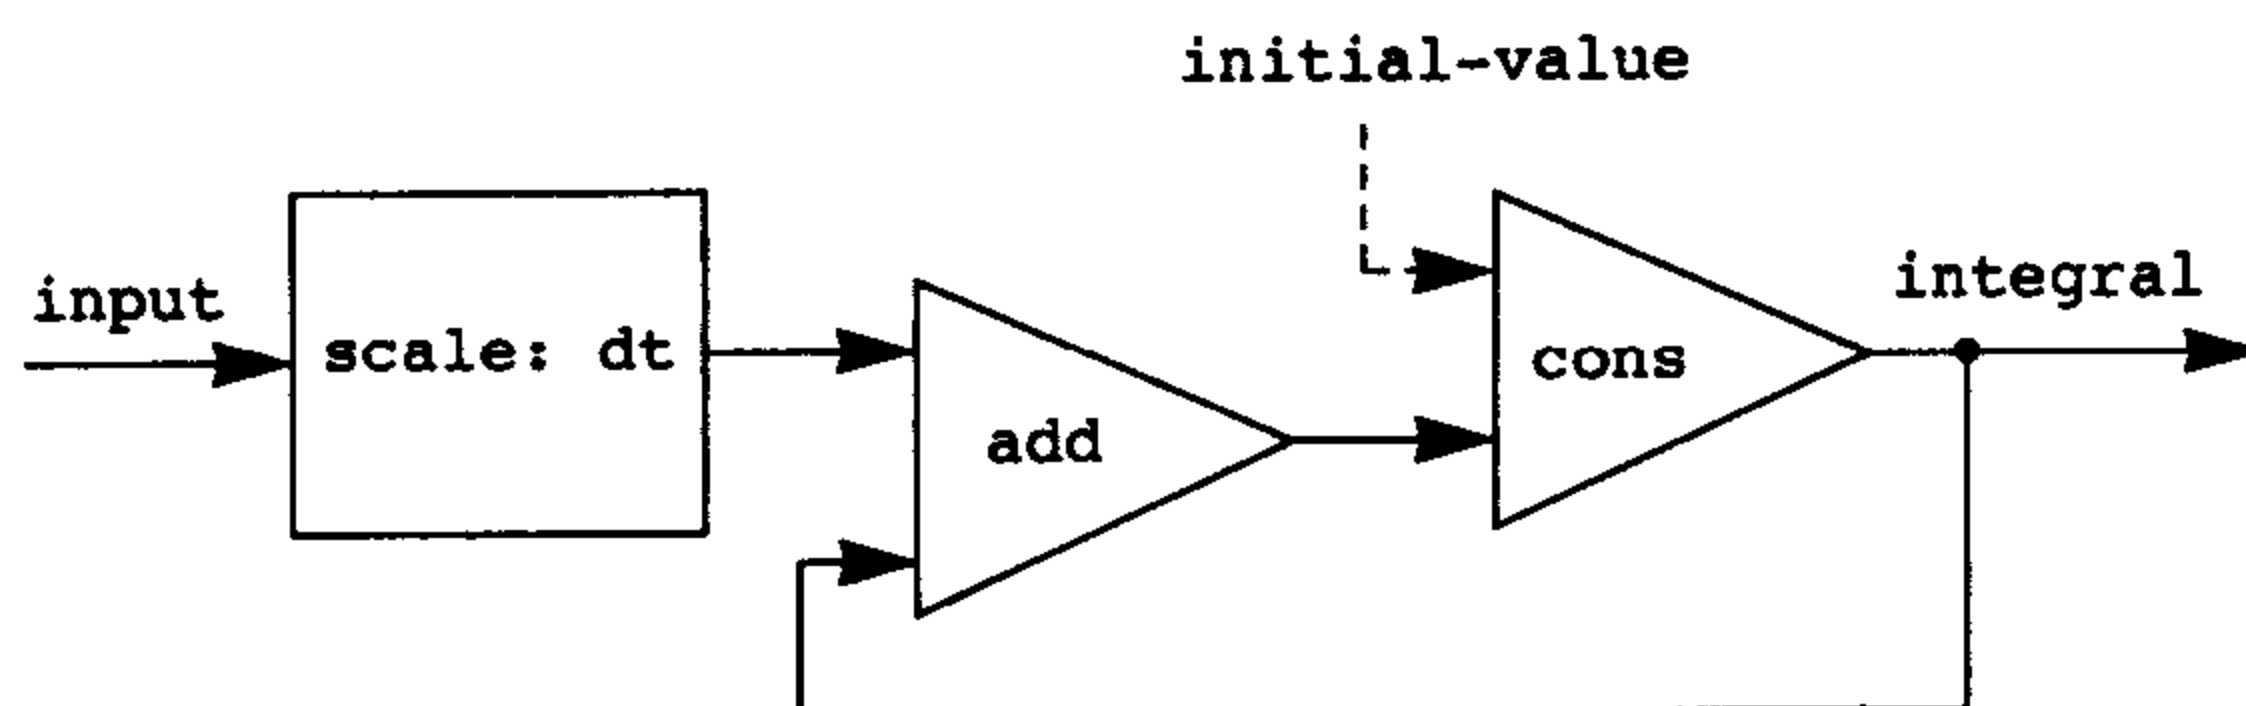 initial-value
input
scale: dt
add
cons
integral